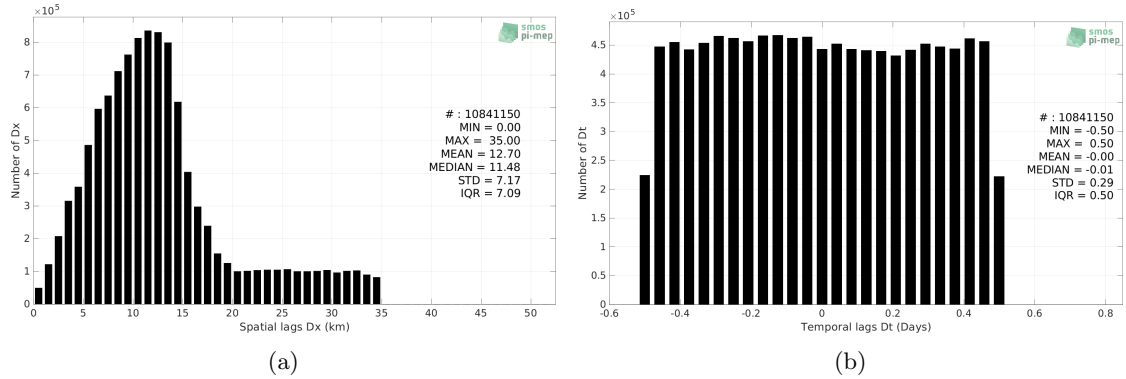 ×10⁵
8
7
6
5
4
3
2
1
0
Number of Dx
smos
pi-mep
# : 10841150
MIN = 0.00
MAX = 35.00
MEAN = 12.70
MEDIAN = 11.48
STD = 7.17
IQR = 7.09
0 5 10 15 20 25 30 35 40 45 50
Spatial lags Dx (km)
(a)
×10⁵
4.5
4
3.5
3
2.5
2
1.5
1
0.5
0
Number of Dt
smos
pi-mep
# : 10841150
MIN = -0.50
MAX = 0.50
MEAN = -0.00
MEDIAN = -0.01
STD = 0.29
IQR = 0.50
-0.6 -0.4 -0.2 0 0.2 0.4 0.6 0.8
Temporal lags Dt (Days)
(b)